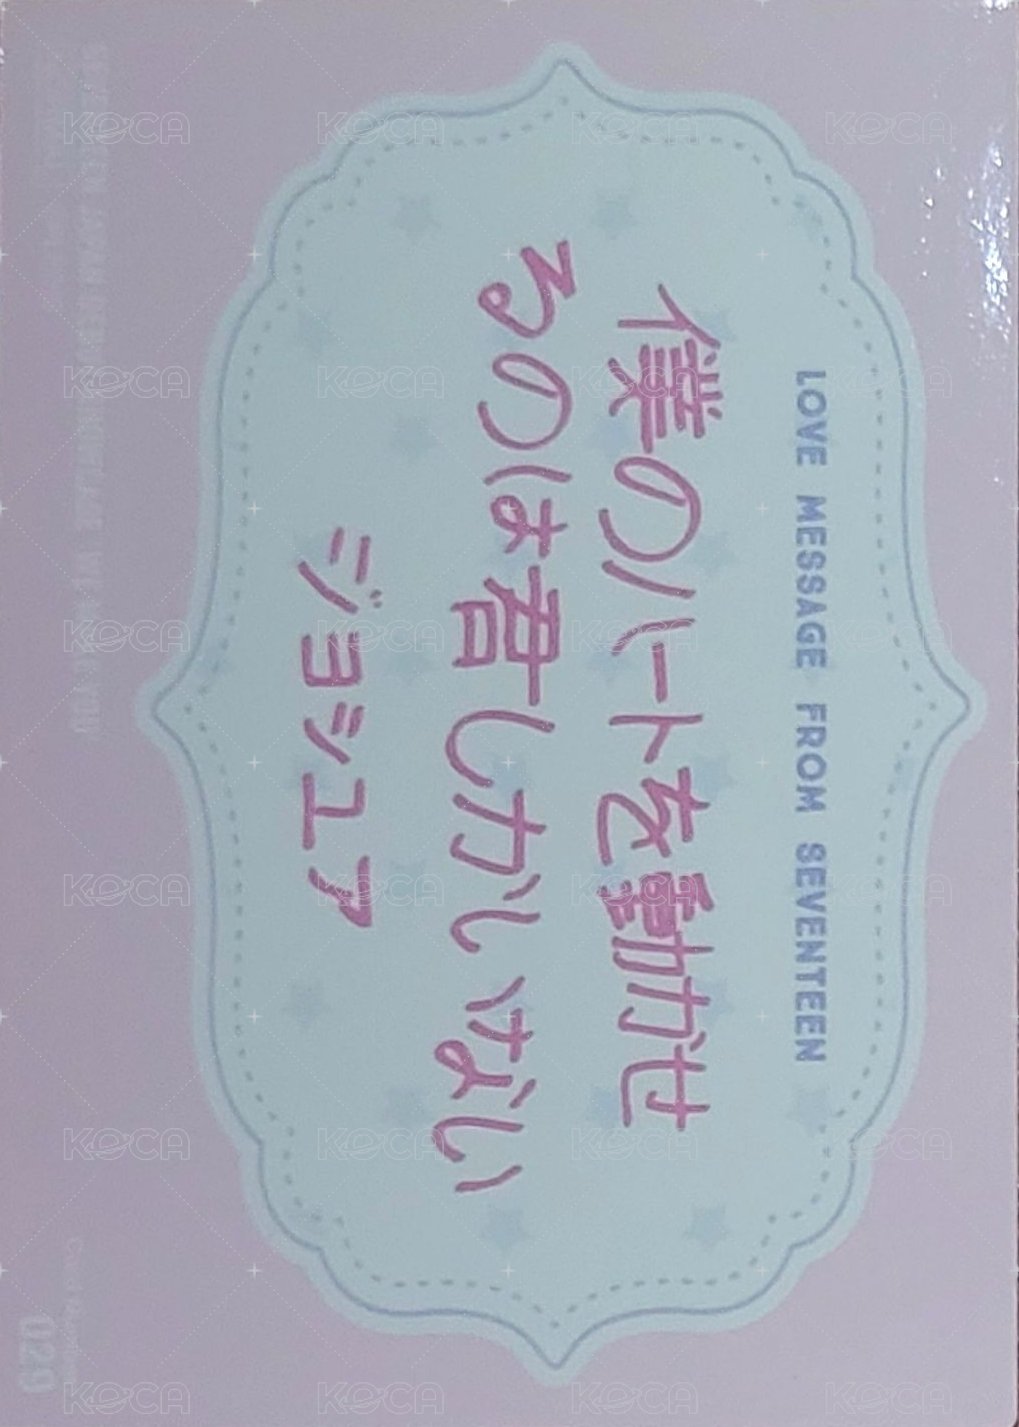 LOVE MESSAGE FROM SEVENTEEN
僕のハートを動かせ
るのは君しかいない
ジョシュア
029
KOCA